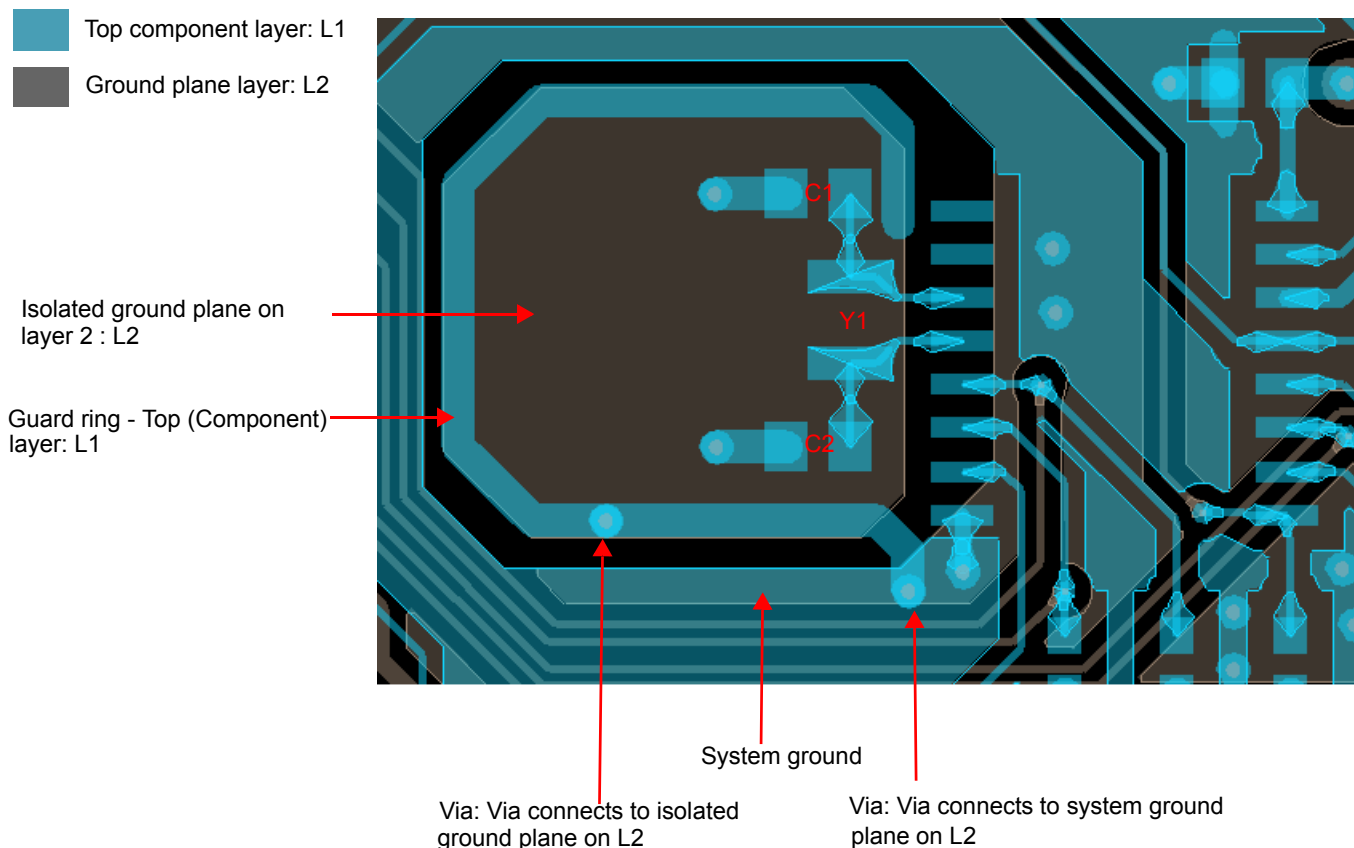 Top component layer: L1
Ground plane layer: L2
C1
Y1
C2
Isolated ground plane on
layer 2 : L2
Guard ring - Top (Component)
layer: L1
System ground
Via: Via connects to isolated
ground plane on L2
Via: Via connects to system ground
plane on L2